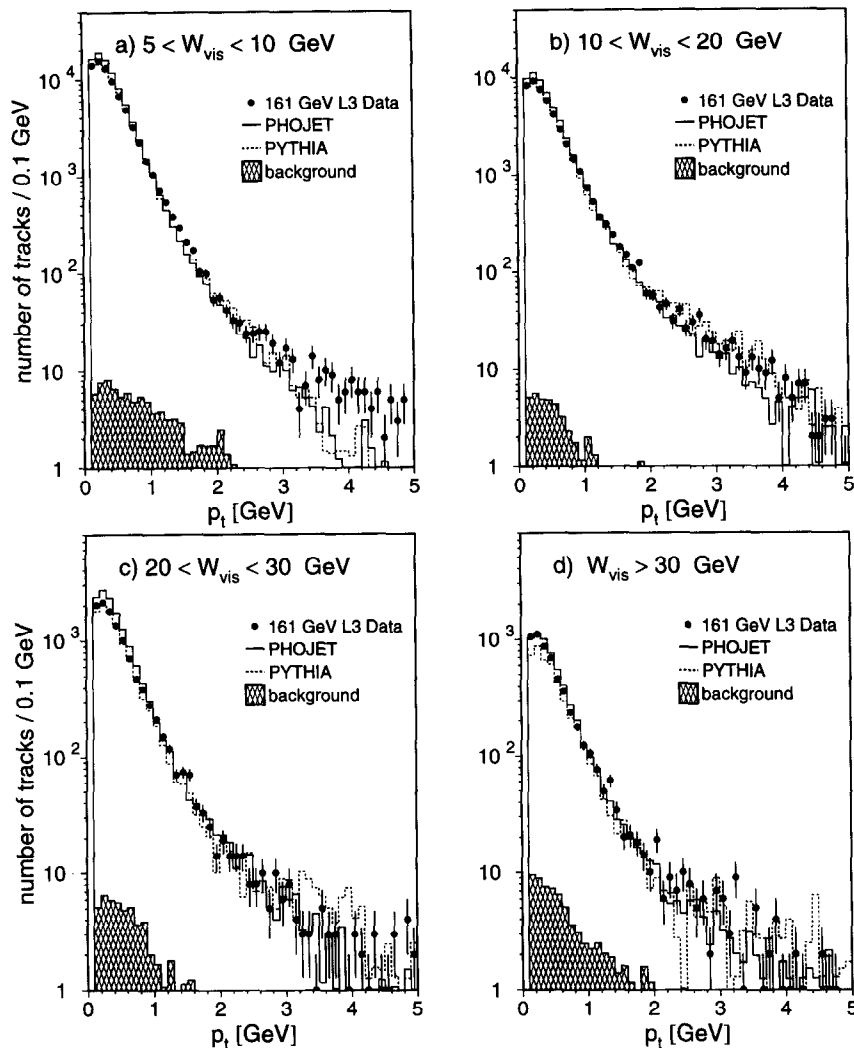 a) 5 < W_vis < 10 GeV
161 GeV L3 Data
PHOJET
PYTHIA
background
number of tracks / 0.1 GeV
10^4
10^3
10^2
10
1
0 1 2 3 4 5
p_t [GeV]
b) 10 < W_vis < 20 GeV
161 GeV L3 Data
PHOJET
PYTHIA
background
10^4
10^3
10^2
10
1
0 1 2 3 4 5
p_t [GeV]
c) 20 < W_vis < 30 GeV
161 GeV L3 Data
PHOJET
PYTHIA
background
number of tracks / 0.1 GeV
10^3
10^2
10
1
0 1 2 3 4 5
p_t [GeV]
d) W_vis > 30 GeV
161 GeV L3 Data
PHOJET
PYTHIA
background
10^3
10^2
10
1
0 1 2 3 4 5
p_t [GeV]